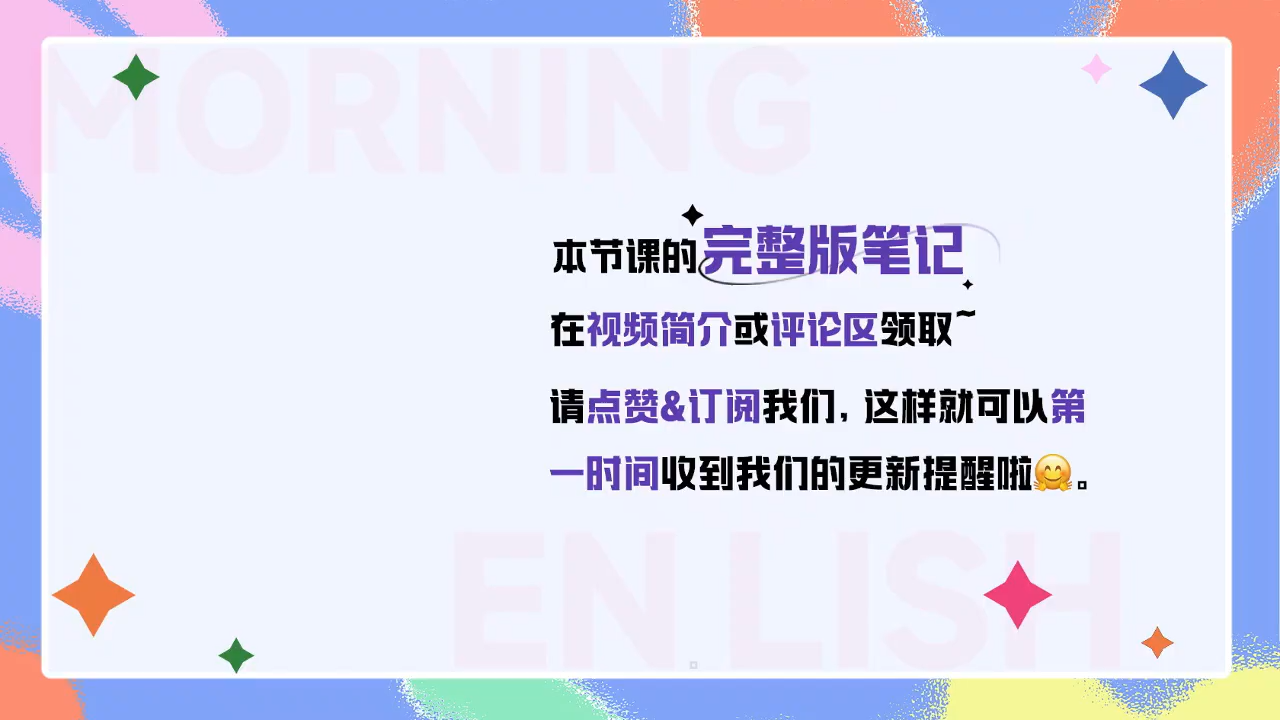 MORNING
本节课的完整版笔记
在视频简介或评论区领取~
请点赞&订阅我们，这样就可以第
一时间收到我们的更新提醒啦🤗。
EN LISH